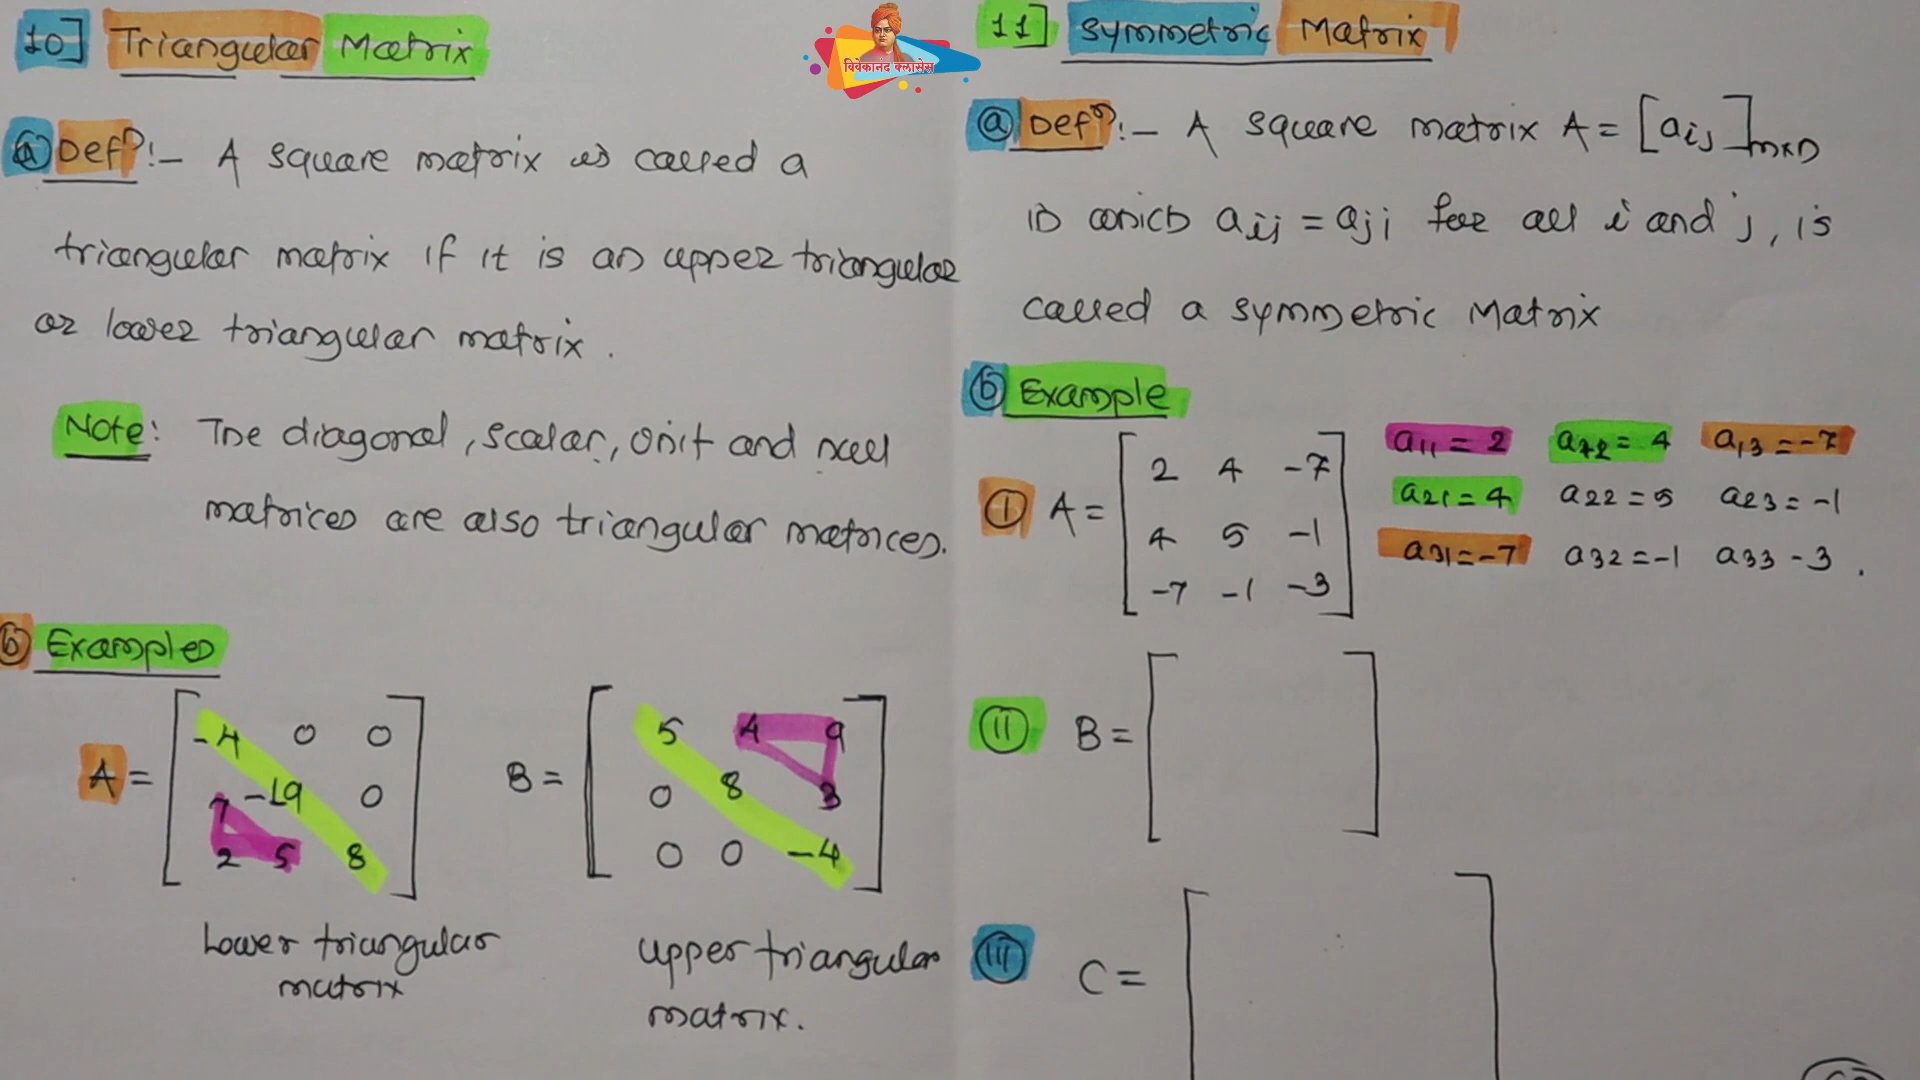 10] Triangular Matrix
ⓐ Defⁿ:- A square matrix is called a
triangular matrix if it is an upper triangular
or lower triangular matrix.
Note: The diagonal, scalar, unit and null
matrices are also triangular matrices.
ⓑ Examples
A = [ -4 0 0
7 -19 0
2 5 8 ]
Lower triangular
matrix
B = [ 5 4 9
0 8 3
0 0 -4 ]
upper triangular
matrix.
विवेकानंद क्लासेस
11] Symmetric Matrix
ⓐ Defⁿ:- A square matrix A = [aij]n×n
in which aij = aji for all i and j, is
called a symmetric Matrix
ⓑ Example
Ⓘ A = [ 2 4 -7
4 5 -1
-7 -1 -3 ]
a11 = 2 a12 = 4 a13 = -7
a21 = 4 a22 = 5 a23 = -1
a31 = -7 a32 = -1 a33 - 3 .
II B = [ ]
III C = [ ]